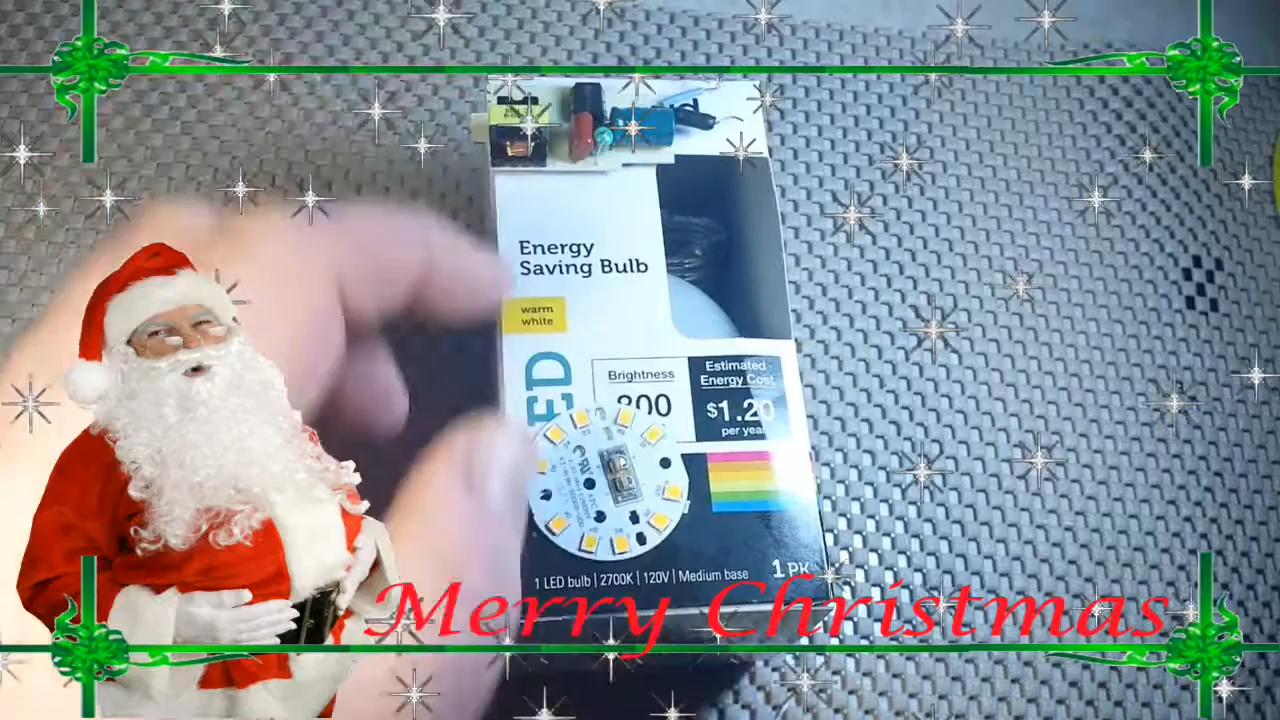 Energy
Saving Bulb
warm
white
LED
Brightness
800
Estimated
Energy Cost
$1.20
per year
1 LED bulb | 2700K | 120V | Medium base
1 PK
Merry Christmas